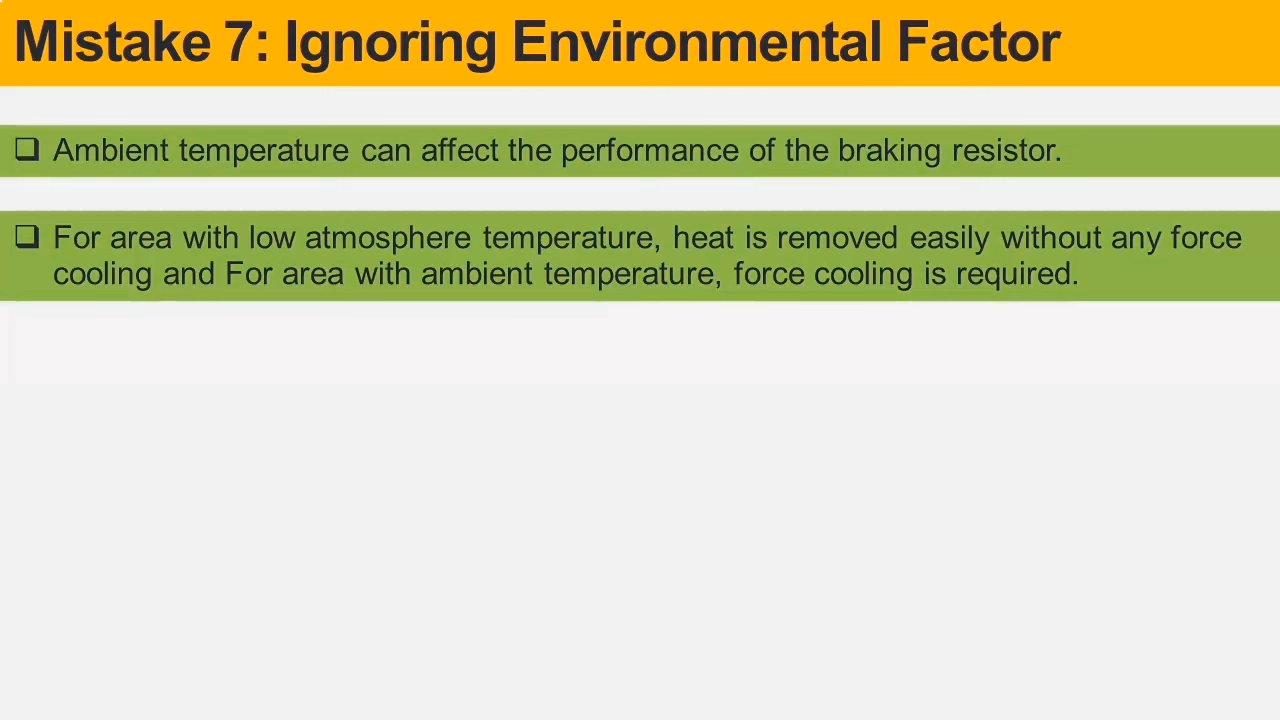 Mistake 7: Ignoring Environmental Factor
❑ Ambient temperature can affect the performance of the braking resistor.
❑ For area with low atmosphere temperature, heat is removed easily without any force
cooling and For area with ambient temperature, force cooling is required.